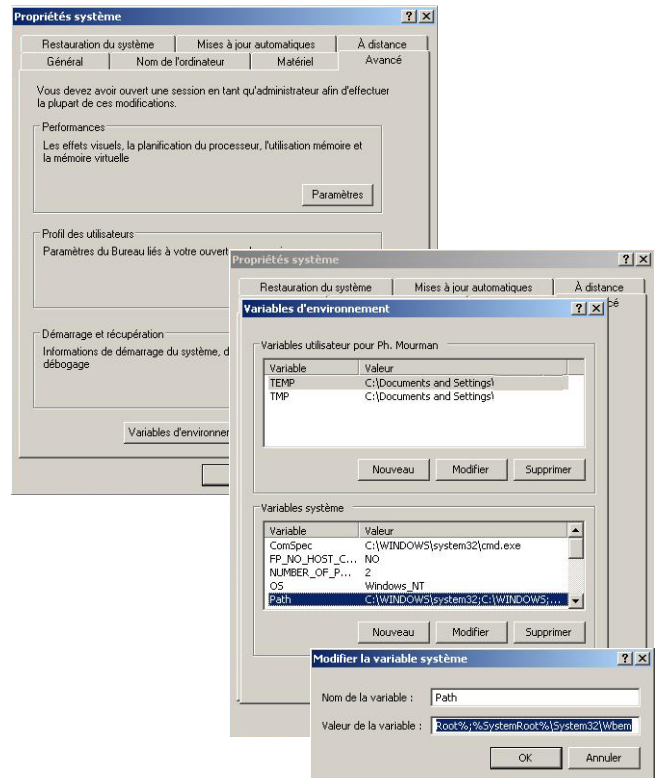 Propriétés système
Restauration du système Mises à jour automatiques À distance
Général Nom de l'ordinateur Matériel Avancé
Vous devez avoir ouvert une session en tant qu'administrateur afin d'effectuer
la plupart de ces modifications.
Performances
Les effets visuels, la planification du processeur, l'utilisation mémoire et
la mémoire virtuelle
Paramètres
Profil des utilisateurs
Paramètres du Bureau liés à votre
Démarrage et récupération
Informations de démarrage du système,
débogage
Variables
Propriétés système
Restauration du système Mises à jour automatiques À distance
Variables d'environnement
Variables utilisateur pour Ph. Mourman
Variable Valeur
TEMP C:\Documents and Settings\
TMP C:\Documents and Settings\
Nouveau Modifier Supprimer
Variables système
Variable Valeur
ComSpec C:\WINDOWS\system32\cmd.exe
FP_NO_HOST_C... NO
NUMBER_OF_P... 2
OS Windows_NT
Path C:\WINDOWS\system32;C:\WINDOWS;...
Nouveau Modifier Supprimer
Modifier la variable système
Nom de la variable : Path
Valeur de la variable : Root%;%SystemRoot%\System32\Wbem
OK Annuler